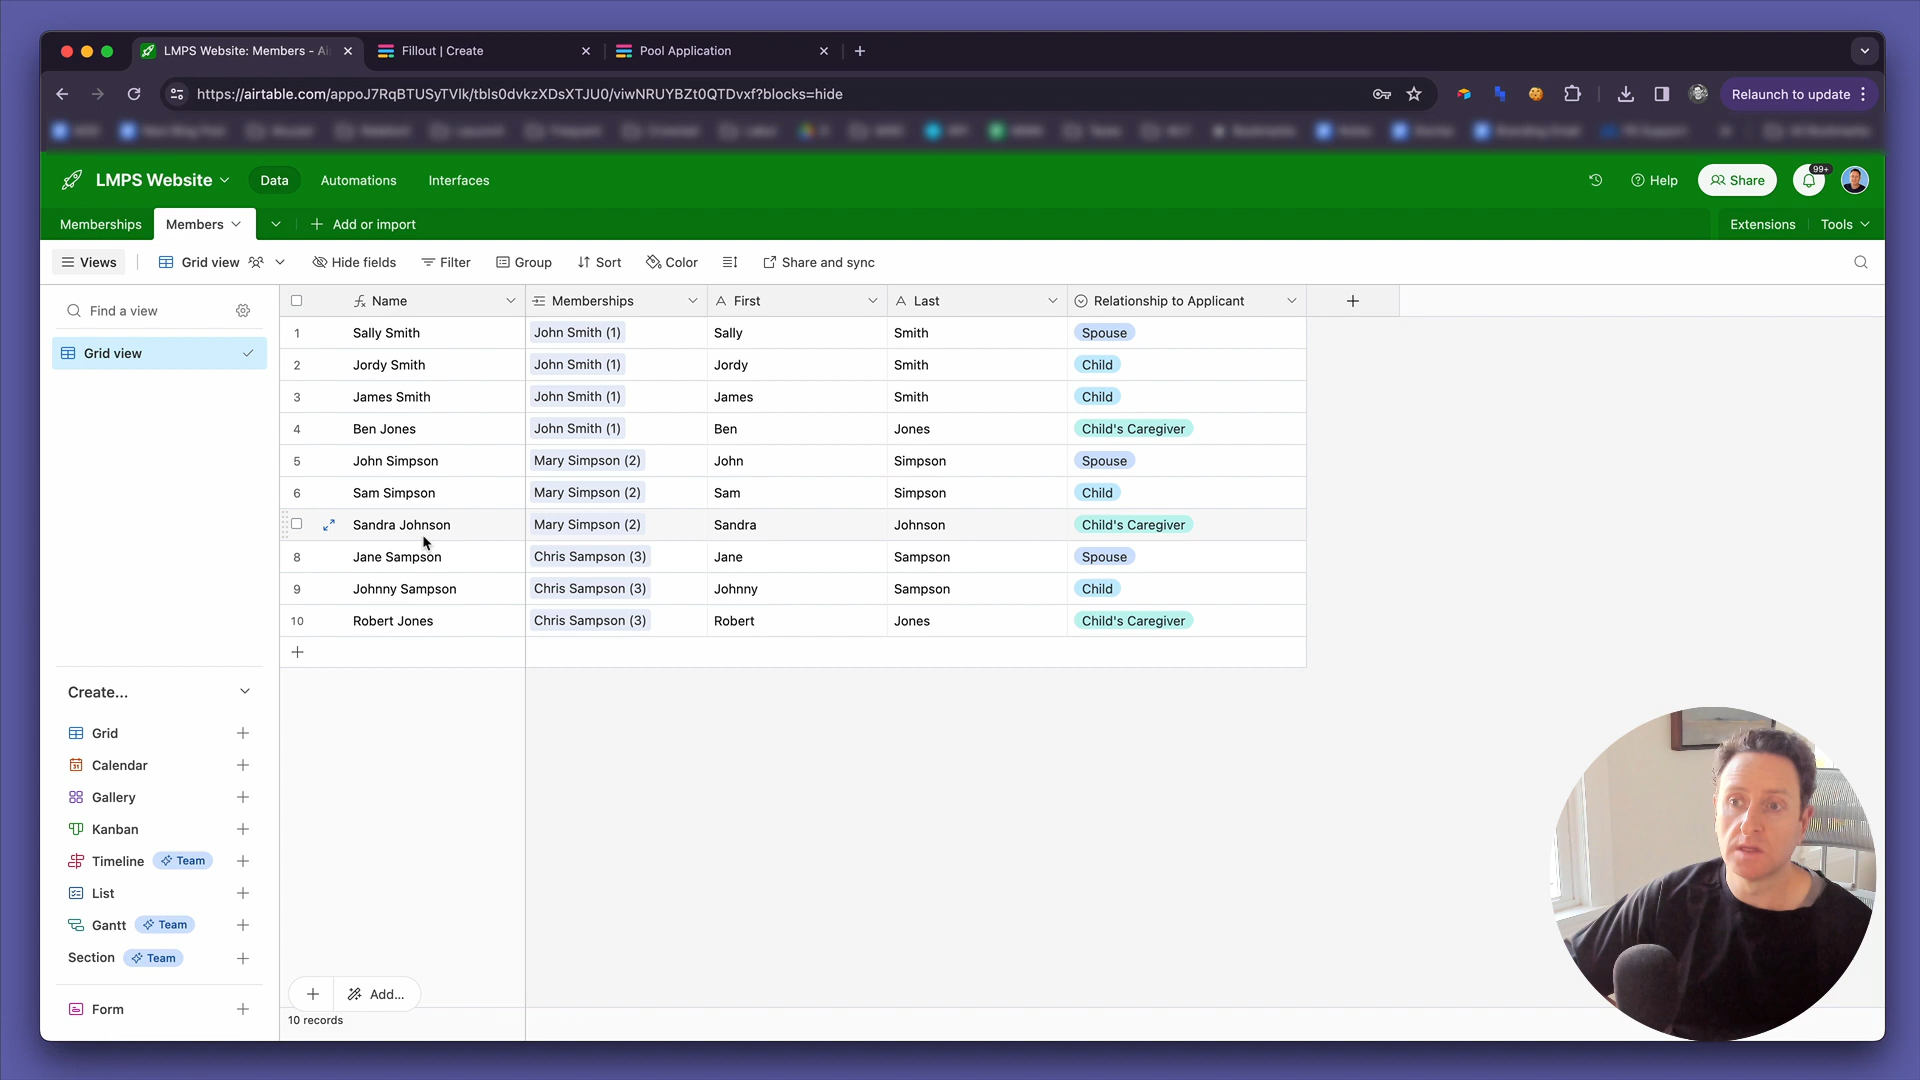 LMPS Website: Members - Ai
Fillout | Create
Pool Application
https://airtable.com/appoJ7RqBTUSyTVlk/tbls0dvkzXDsXTJU0/viwNRUYBZt0QTDvxf?blocks=hide
Relaunch to update
LMPS Website
Data
Automations
Interfaces
Help
Share
99+
Memberships
Members
Add or import
Extensions
Tools
Views
Grid view
Hide fields
Filter
Group
Sort
Color
Share and sync
Find a view
Grid view
Name Memberships First Last Relationship to Applicant
1 Sally Smith John Smith (1) Sally Smith Spouse
2 Jordy Smith John Smith (1) Jordy Smith Child
3 James Smith John Smith (1) James Smith Child
4 Ben Jones John Smith (1) Ben Jones Child's Caregiver
5 John Simpson Mary Simpson (2) John Simpson Spouse
6 Sam Simpson Mary Simpson (2) Sam Simpson Child
Sandra Johnson Mary Simpson (2) Sandra Johnson Child's Caregiver
8 Jane Sampson Chris Sampson (3) Jane Sampson Spouse
9 Johnny Sampson Chris Sampson (3) Johnny Sampson Child
10 Robert Jones Chris Sampson (3) Robert Jones Child's Caregiver
Create...
Grid
Calendar
Gallery
Kanban
Timeline Team
List
Gantt Team
Section Team
Form
Add...
10 records